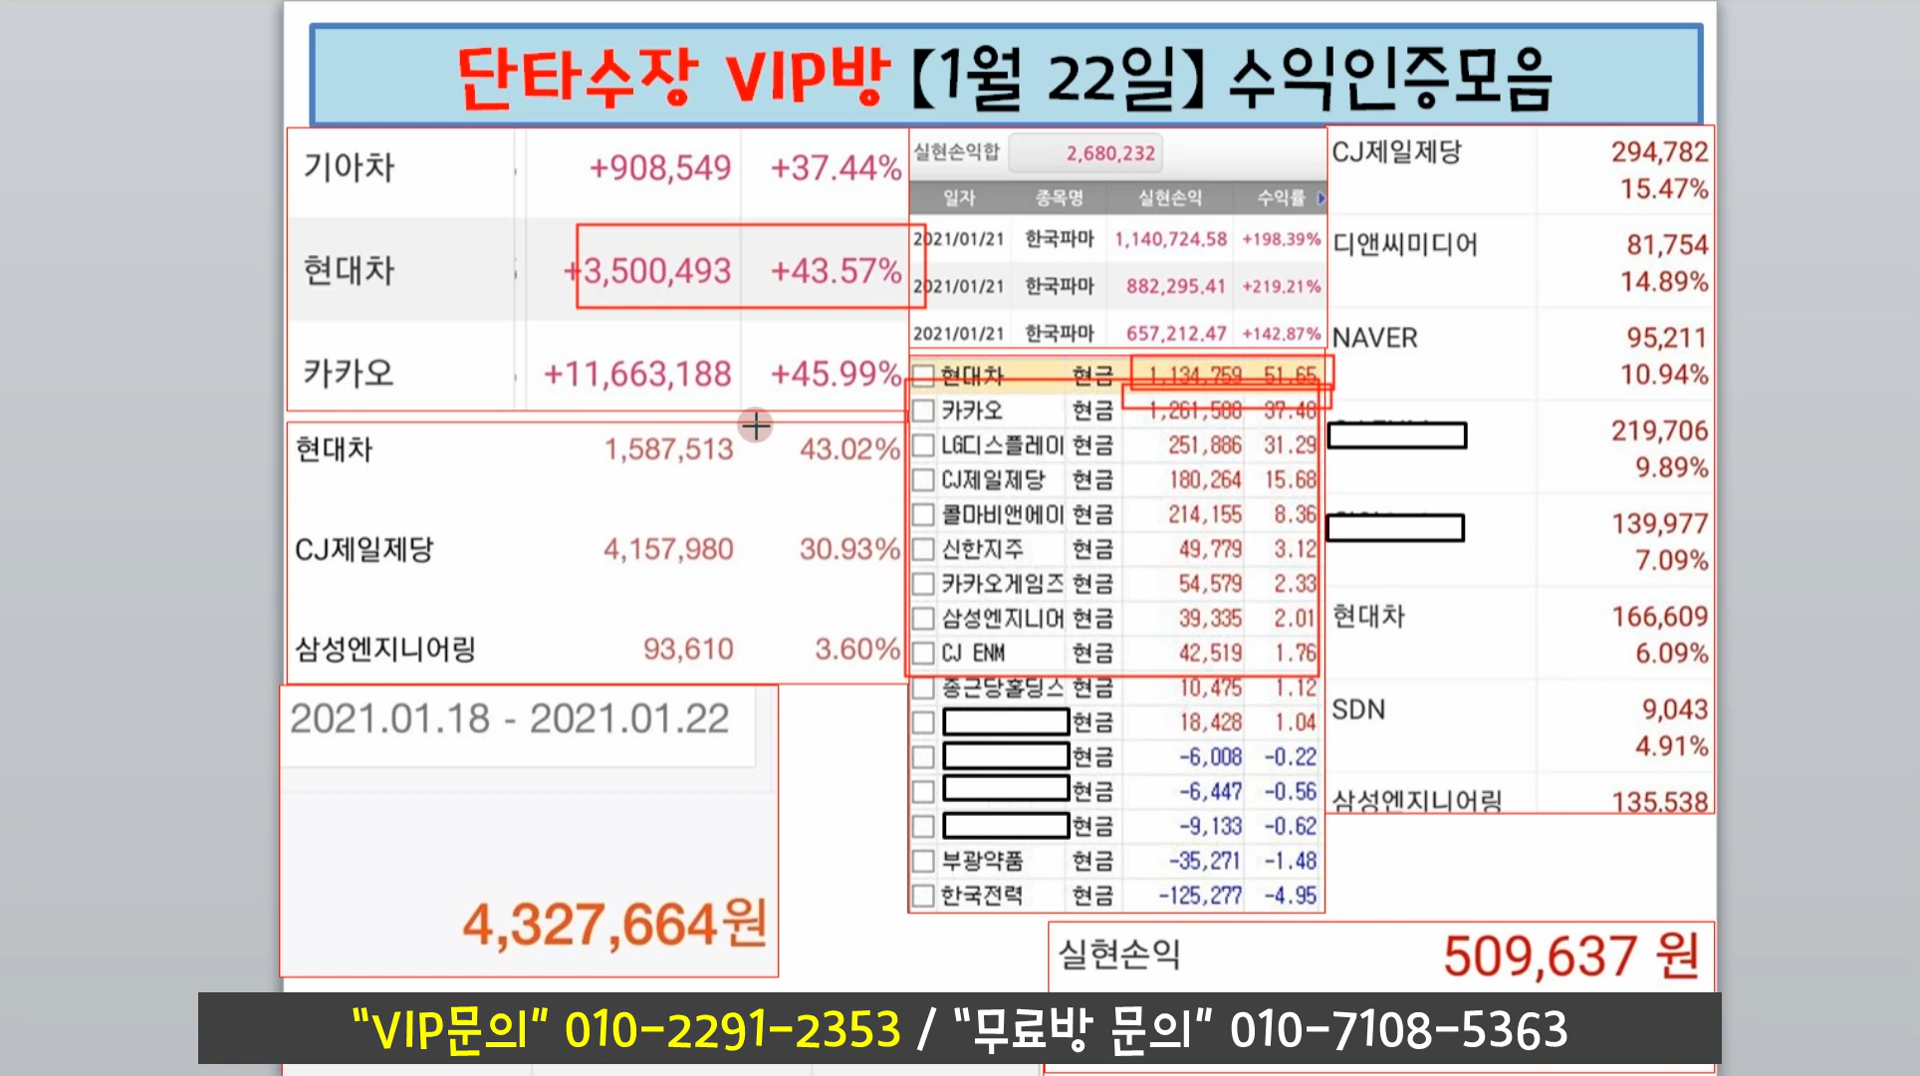 단타수장 VIP방【1월 22일】수익인증모음
기아차 +908,549 +37.44%
현대차 +3,500,493 +43.57%
카카오 +11,663,188 +45.99%
현대차 1,587,513 43.02%
CJ제일제당 4,157,980 30.93%
삼성엔지니어링 93,610 3.60%
2021.01.18 - 2021.01.22
4,327,664원
실현손익합 2,680,232
일자 종목명 실현손익 수익률
2021/01/21 한국파마 1,140,724.58 +198.39%
2021/01/21 한국파마 882,295.41 +219.21%
2021/01/21 한국파마 657,212.47 +142.87%
현대차 현금 1,134,759 51.65
카카오 현금 1,261,588 37.48
LG디스플레이 현금 251,886 31.29
CJ제일제당 현금 180,264 15.68
콜마비앤에이 현금 214,155 8.36
신한지주 현금 49,779 3.12
카카오게임즈 현금 54,579 2.33
삼성엔지니어 현금 39,335 2.01
CJ ENM 현금 42,519 1.76
종근당홀딩스 현금 10,475 1.12
현금 18,428 1.04
현금 -6,008 -0.22
현금 -6,447 -0.56
현금 -9,133 -0.62
부광약품 현금 -35,271 -1.48
한국전력 현금 -125,277 -4.95
CJ제일제당 294,782
15.47%
디앤씨미디어 81,754
14.89%
NAVER 95,211
10.94%
219,706
9.89%
139,977
7.09%
현대차 166,609
6.09%
SDN 9,043
4.91%
삼성엔지니어링 135,538
실현손익 509,637 원
"VIP문의" 010-2291-2353 / "무료방 문의" 010-7108-5363